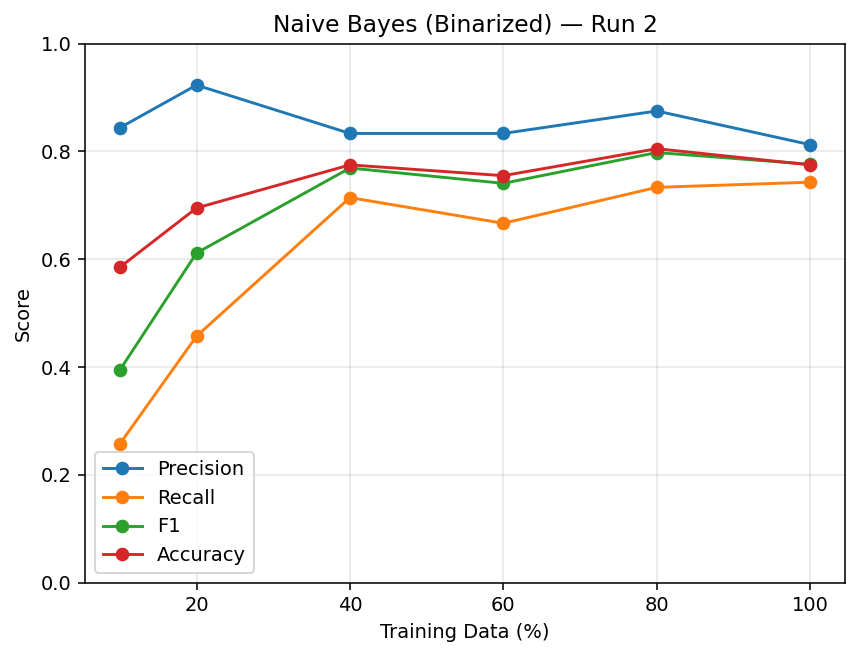 Naive Bayes (Binarized) — Run 2
1.0
0.8
0.6
0.4
0.2
0.0
Score
Precision
Recall
F1
Accuracy
20 40 60 80 100
Training Data (%)